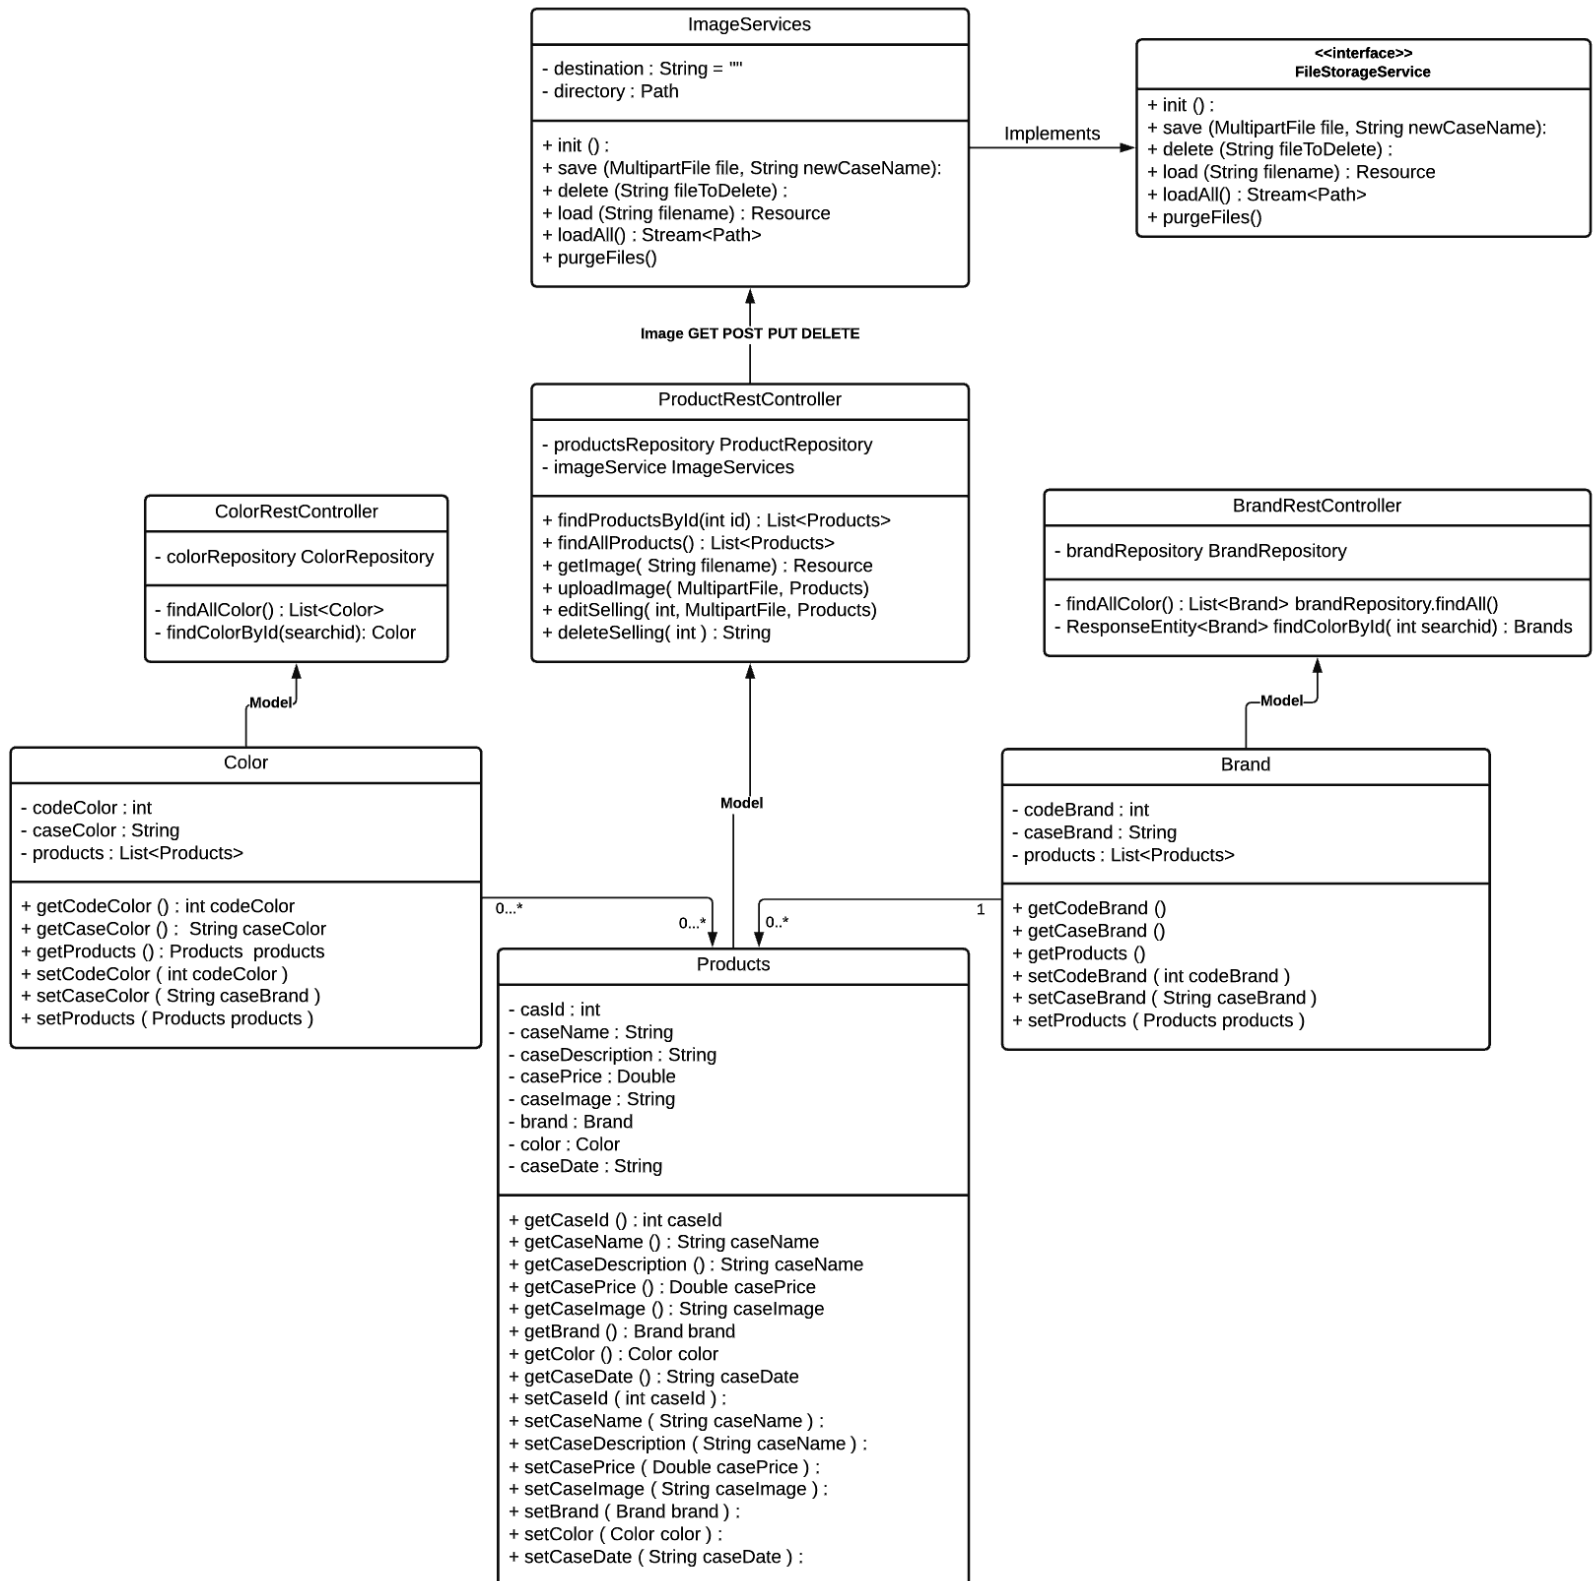 ImageServices
- destination : String = ""
- directory : Path
+ init () :
+ save (MultipartFile file, String newCaseName):
+ delete (String fileToDelete) :
+ load (String filename) : Resource
+ loadAll() : Stream<Path>
+ purgeFiles()
Implements
<<interface>>
FileStorageService
+ init () :
+ save (MultipartFile file, String newCaseName):
+ delete (String fileToDelete) :
+ load (String filename) : Resource
+ loadAll() : Stream<Path>
+ purgeFiles()
Image GET POST PUT DELETE
ProductRestController
- productsRepository ProductRepository
- imageService ImageServices
+ findProductsById(int id) : List<Products>
+ findAllProducts() : List<Products>
+ getImage( String filename) : Resource
+ uploadImage( MultipartFile, Products)
+ editSelling( int, MultipartFile, Products)
+ deleteSelling( int ) : String
ColorRestController
- colorRepository ColorRepository
- findAllColor() : List<Color>
- findColorById(searchid): Color
BrandRestController
- brandRepository BrandRepository
- findAllColor() : List<Brand> brandRepository.findAll()
- ResponseEntity<Brand> findColorById( int searchid) : Brands
Model
Model
Model
Color
- codeColor : int
- caseColor : String
- products : List<Products>
+ getCodeColor () : int codeColor
+ getCaseColor () :  String caseColor
+ getProducts () : Products  products
+ setCodeColor ( int codeColor )
+ setCaseColor ( String caseBrand )
+ setProducts ( Products products )
Brand
- codeBrand : int
- caseBrand : String
- products : List<Products>
+ getCodeBrand ()
+ getCaseBrand ()
+ getProducts ()
+ setCodeBrand ( int codeBrand )
+ setCaseBrand ( String caseBrand )
+ setProducts ( Products products )
0...*
0...*
0..*
1
Products
- casId : int
- caseName : String
- caseDescription : String
- casePrice : Double
- caseImage : String
- brand : Brand
- color : Color
- caseDate : String
+ getCaseId () : int caseId
+ getCaseName () : String caseName
+ getCaseDescription () : String caseName
+ getCasePrice () : Double casePrice
+ getCaseImage () : String caseImage
+ getBrand () : Brand brand
+ getColor () : Color color
+ getCaseDate () : String caseDate
+ setCaseId ( int caseId ) :
+ setCaseName ( String caseName ) :
+ setCaseDescription ( String caseName ) :
+ setCasePrice ( Double casePrice ) :
+ setCaseImage ( String caseImage ) :
+ setBrand ( Brand brand ) :
+ setColor ( Color color ) :
+ setCaseDate ( String caseDate ) :